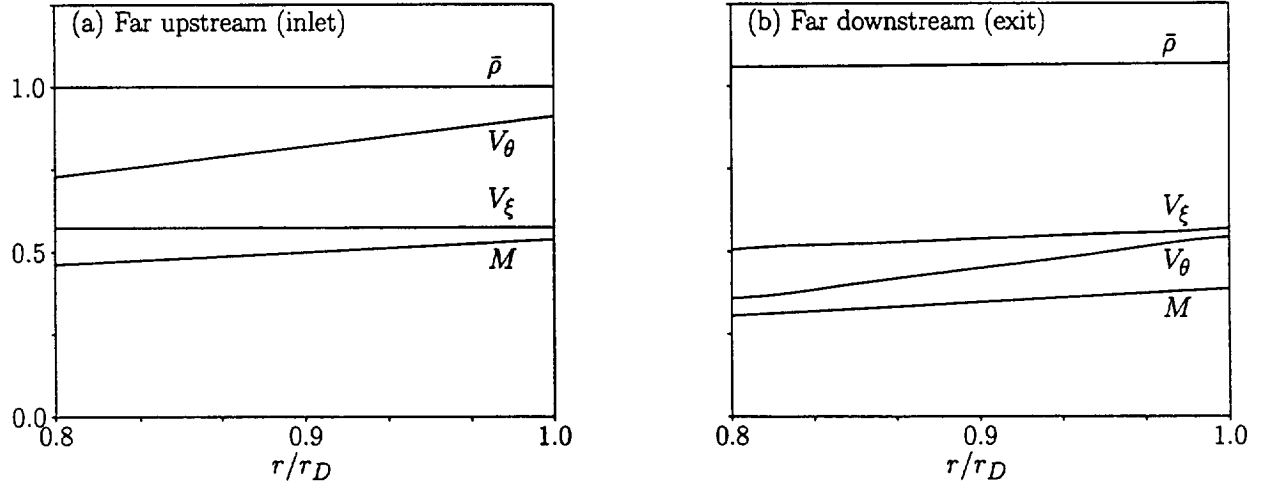 (a) Far upstream (inlet)
ρ̄
1.0
V_θ
V_ξ
0.5
M
0.0
0.8
0.9
1.0
r/r_D
(b) Far downstream (exit)
ρ̄
V_ξ
V_θ
M
0.8
0.9
1.0
r/r_D